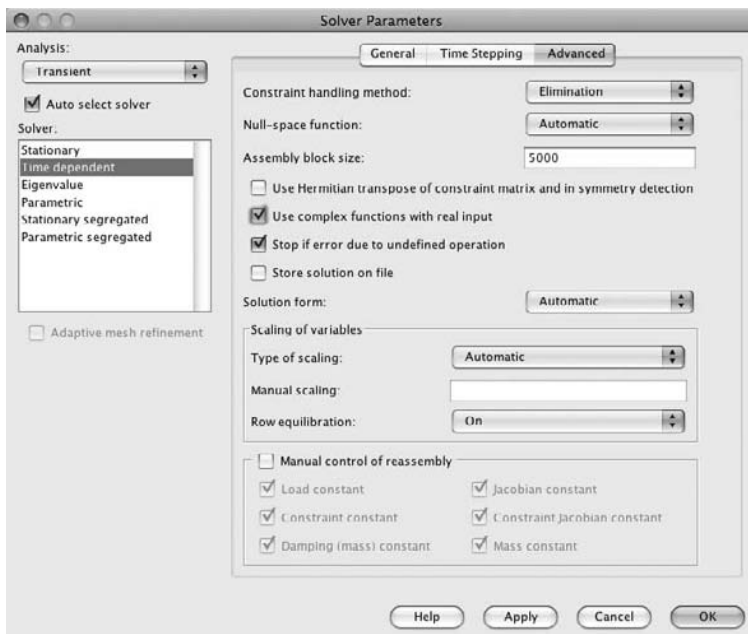 Solver Parameters
Analysis:
Transient
Auto select solver
Solver:
Stationary
Time dependent
Eigenvalue
Parametric
Stationary segregated
Parametric segregated
Adaptive mesh refinement
General Time Stepping Advanced
Constraint handling method: Elimination
Null-space function: Automatic
Assembly block size: 5000
Use Hermitian transpose of constraint matrix and in symmetry detection
Use complex functions with real input
Stop if error due to undefined operation
Store solution on file
Solution form: Automatic
Scaling of variables
Type of scaling: Automatic
Manual scaling:
Row equilibration: On
Manual control of reassembly
Load constant Jacobian constant
Constraint constant Constraint Jacobian constant
Damping (mass) constant Mass constant
Help Apply Cancel OK